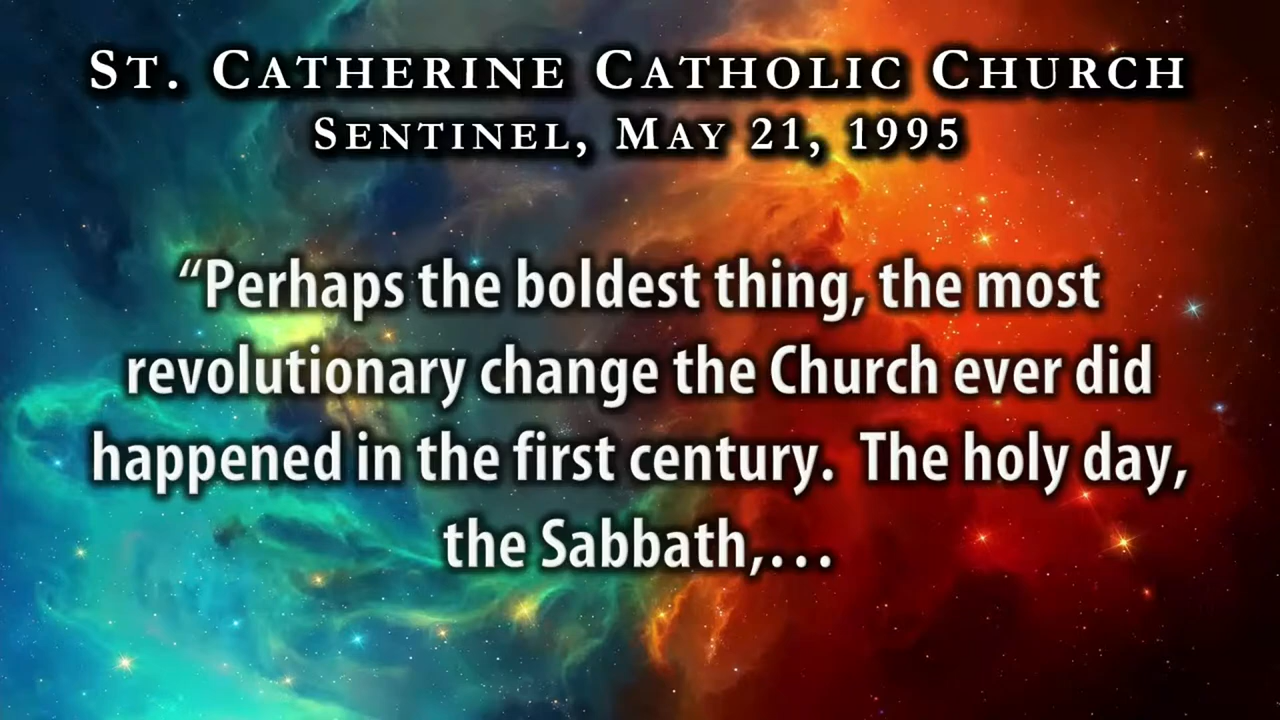 ST. CATHERINE CATHOLIC CHURCH
SENTINEL, MAY 21, 1995
“Perhaps the boldest thing, the most
revolutionary change the Church ever did
happened in the first century.  The holy day,
the Sabbath,…